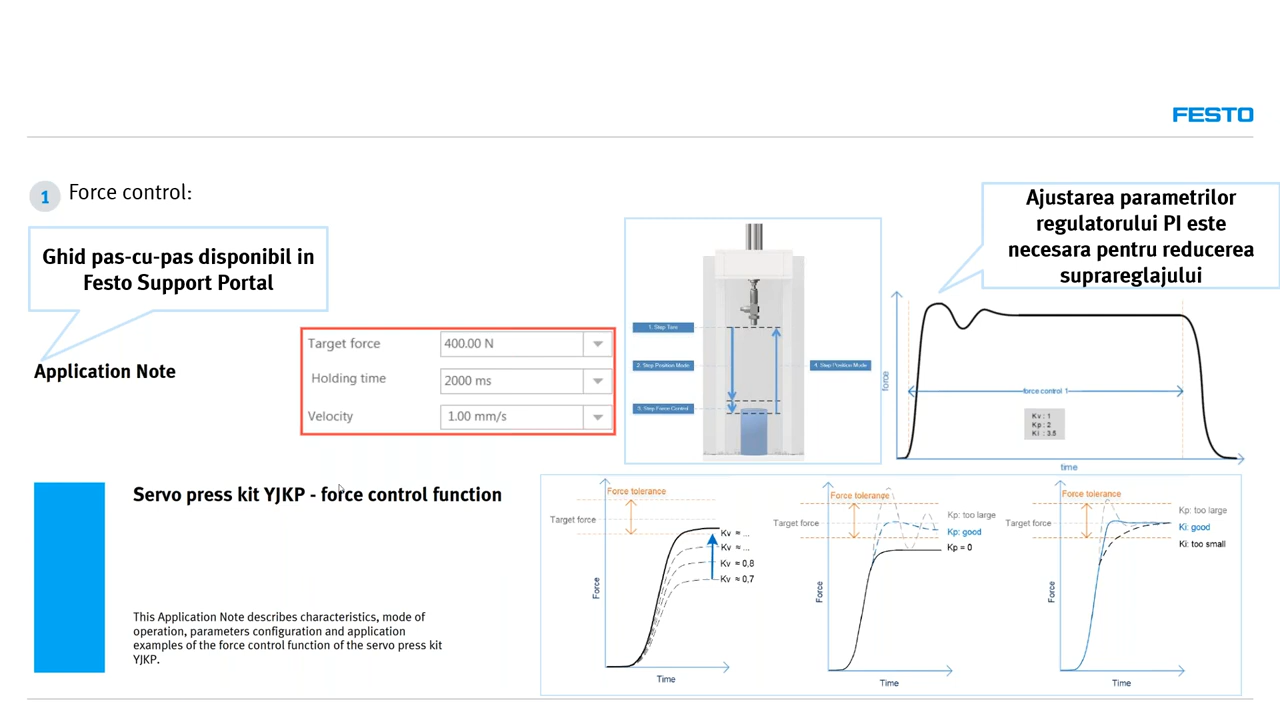 FESTO
1 Force control:
Ghid pas-cu-pas disponibil in
Festo Support Portal
Application Note
Target force 400.00 N
Holding time 2000 ms
Velocity 1.00 mm/s
1. Step Tare
2. Step Position Mode
3. Step Force Control
4. Step Position Mode
Ajustarea parametrilor
regulatorului PI este
necesara pentru reducerea
suprareglajului
force
force control 1
Kv : 1
Kp : 2
Ki : 3.5
time
Servo press kit YJKP - force control function
This Application Note describes characteristics, mode of
operation, parameters configuration and application
examples of the force control function of the servo press kit
YJKP.
Force tolerance
Target force
Kv ≈ ...
Kv ≈ ...
Kv ≈ 0,8
Kv ≈ 0,7
Force
Time
Force tolerance
Target force
Kp: too large
Kp: good
Kp = 0
Force
Time
Force tolerance
Target force
Kp: too large
Ki: good
Ki: too small
Force
Time